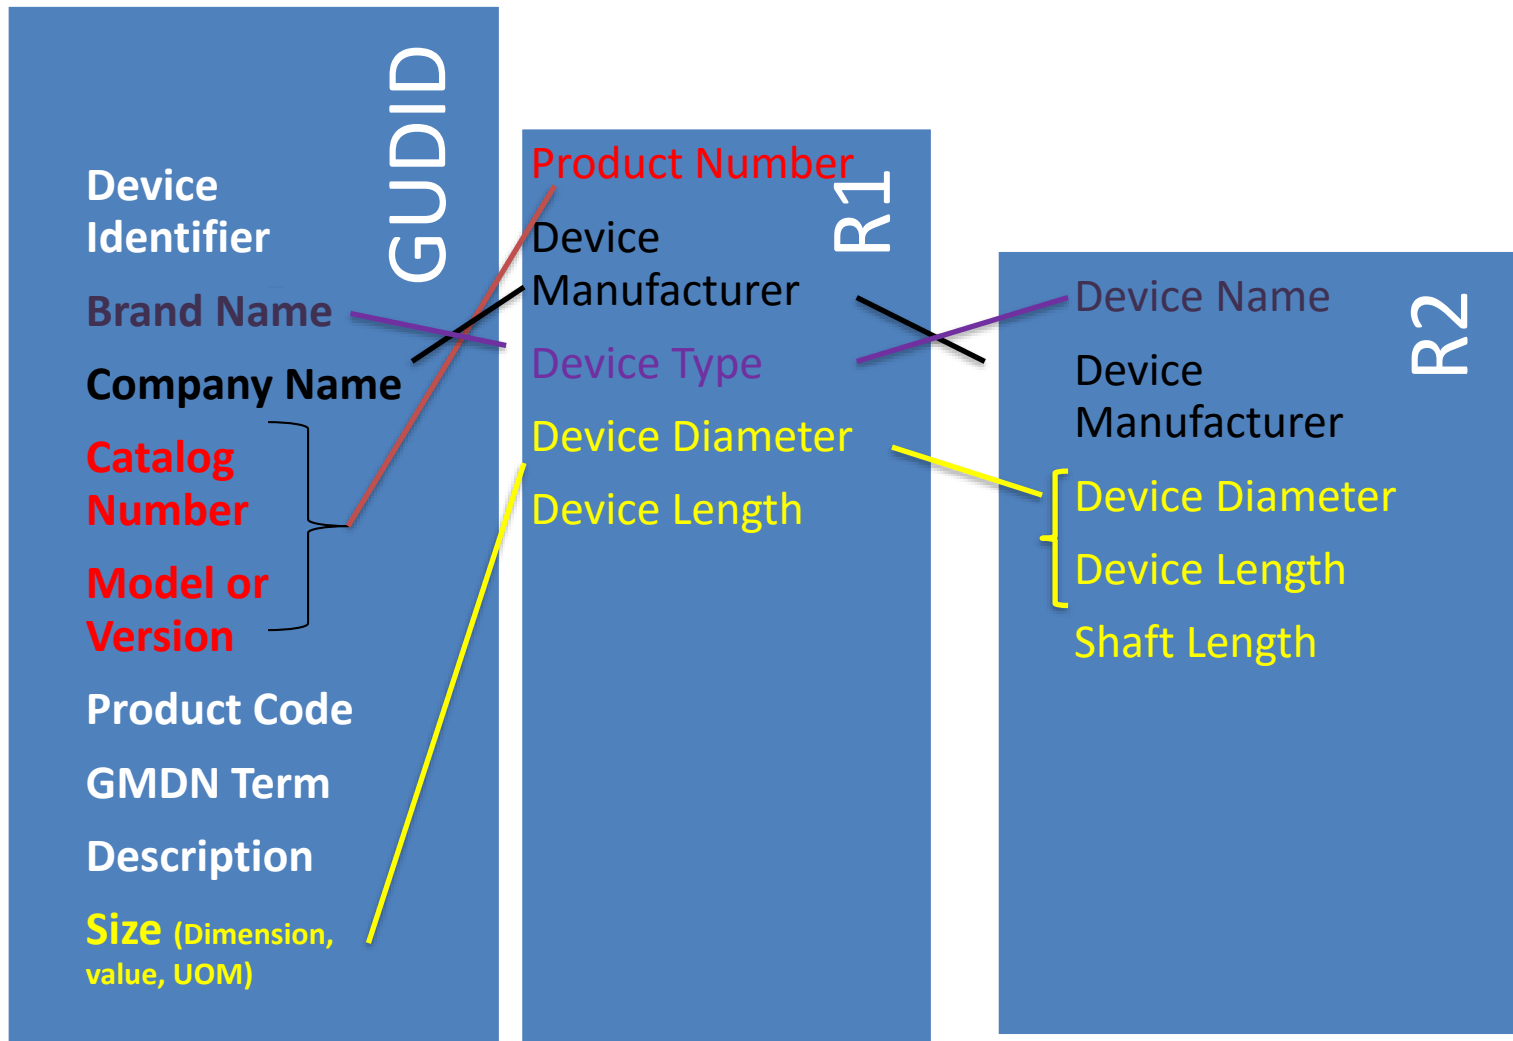 GUDID
Device
Identifier
Brand Name
Company Name
Catalog
Number
Model or
Version
Product Code
GMDN Term
Description
Size (Dimension,
value, UOM)
R1
Product Number
Device
Manufacturer
Device Type
Device Diameter
Device Length
R2
Device Name
Device
Manufacturer
Device Diameter
Device Length
Shaft Length